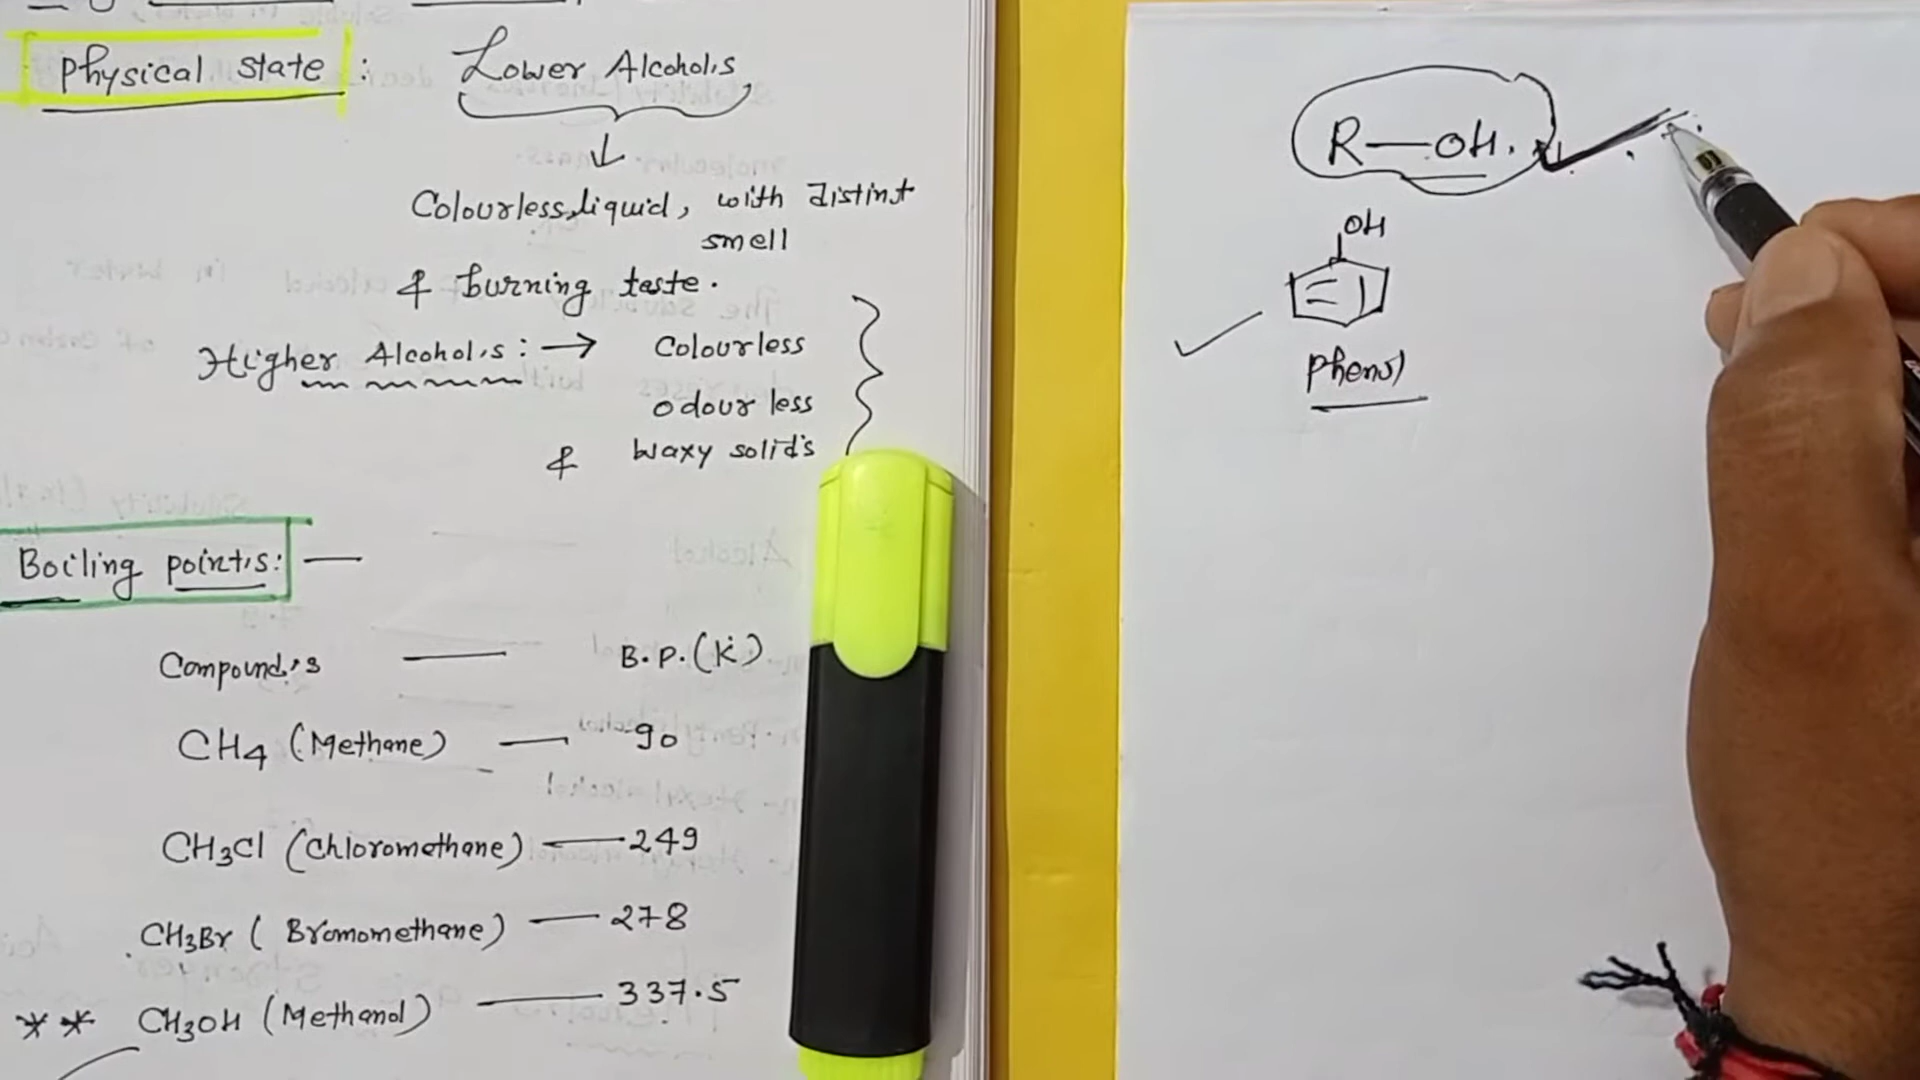 Physical state : Lower Alcohols
Colourless liquid, with distinct
smell
& burning taste.
Higher Alcohols : → Colourless
odourless
& waxy solids
Boiling points : —
Compounds — B.P.(K)
CH4 (Methane) — 90
CH3Cl (Chloromethane) — 249
CH3Br (Bromomethane) — 278
** CH3OH (Methanol) — 337.5
R—OH.
OH
Phenol